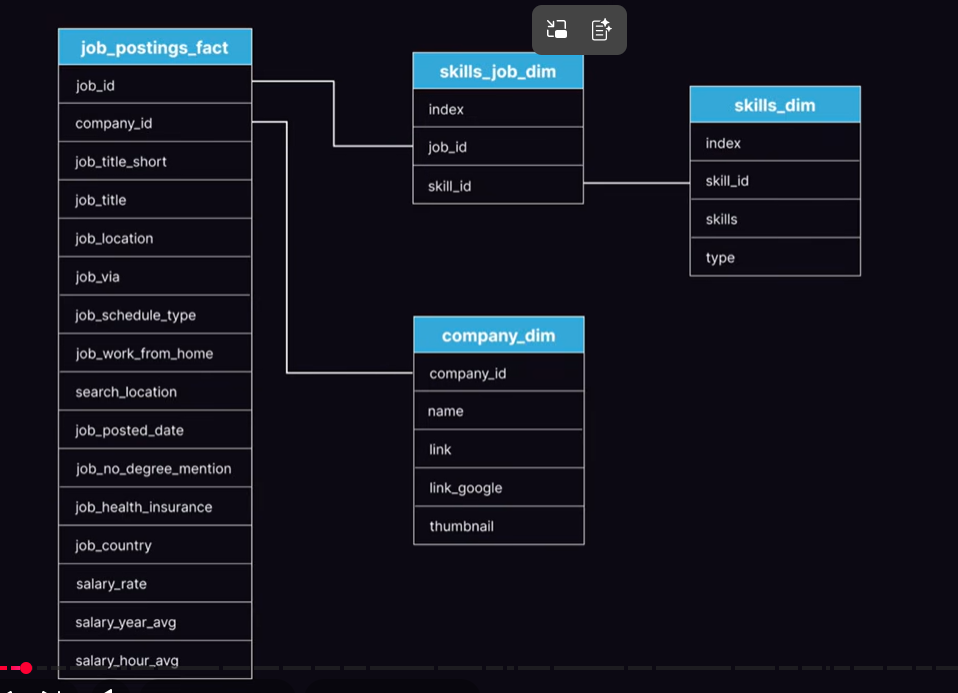 job_postings_fact
job_id
company_id
job_title_short
job_title
job_location
job_via
job_schedule_type
job_work_from_home
search_location
job_posted_date
job_no_degree_mention
job_health_insurance
job_country
salary_rate
salary_year_avg
salary_hour_avg
skills_job_dim
index
job_id
skill_id
skills_dim
index
skill_id
skills
type
company_dim
company_id
name
link
link_google
thumbnail